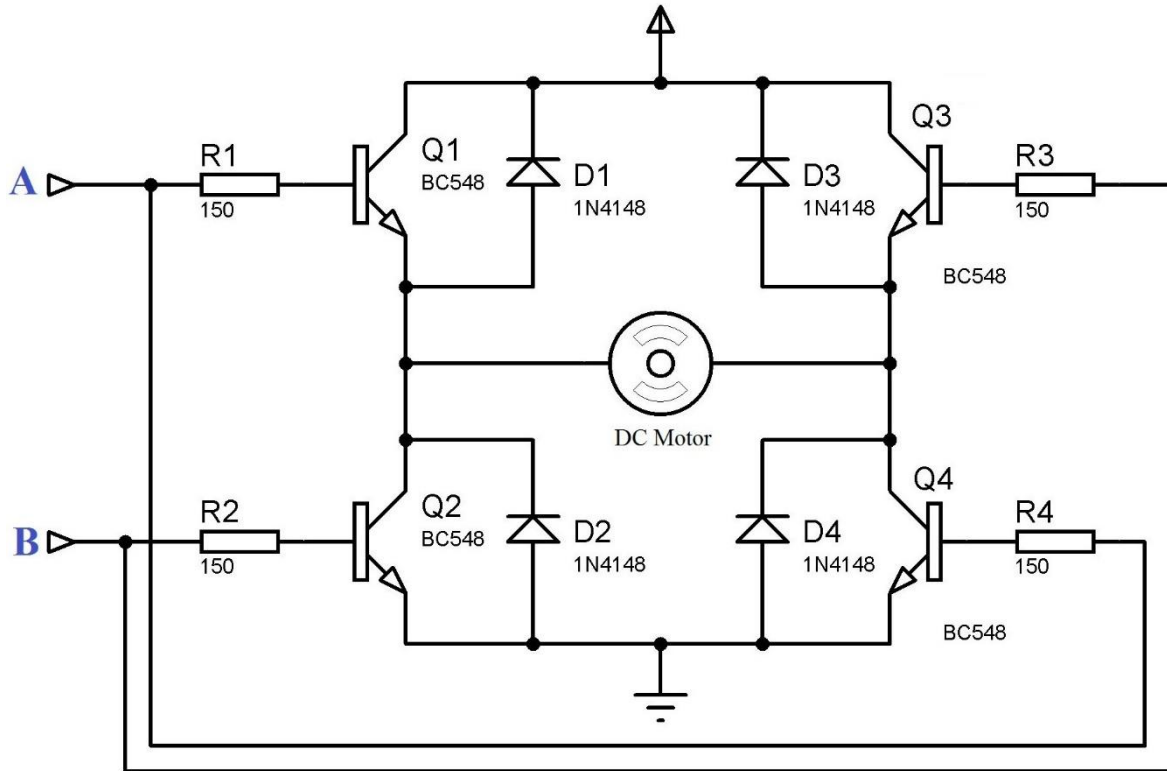 Q3
R1
Q1
R3
A
150
BC548
D1
D3
150
1N4148
1N4148
BC548
DC Motor
Q2
Q4
R2
R4
B
BC548
D2
D4
150
1N4148
1N4148
150
BC548